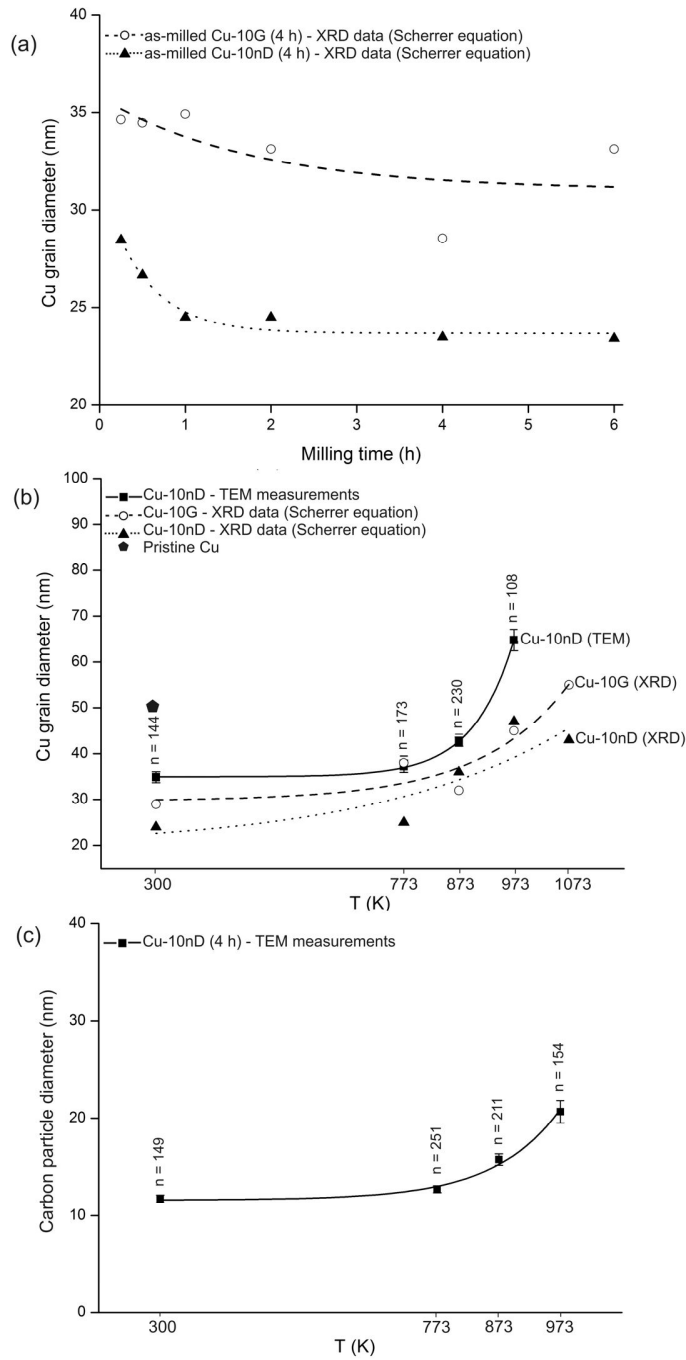 (a)
as-milled Cu-10G (4 h) - XRD data (Scherrer equation)
as-milled Cu-10nD (4 h) - XRD data (Scherrer equation)
40
35
30
25
20
Cu grain diameter (nm)
0 1 2 3 4 5 6
Milling time (h)
(b)
Cu-10nD - TEM measurements
Cu-10G - XRD data (Scherrer equation)
Cu-10nD - XRD data (Scherrer equation)
Pristine Cu
100
90
80
70
60
50
40
30
20
Cu grain diameter (nm)
n = 144
n = 173
n = 230
n = 108
Cu-10nD (TEM)
Cu-10G (XRD)
Cu-10nD (XRD)
300 773 873 973 1073
T (K)
(c)
Cu-10nD (4 h) - TEM measurements
40
30
20
10
0
Carbon particle diameter (nm)
n = 149
n = 251
n = 211
n = 154
300 773 873 973
T (K)